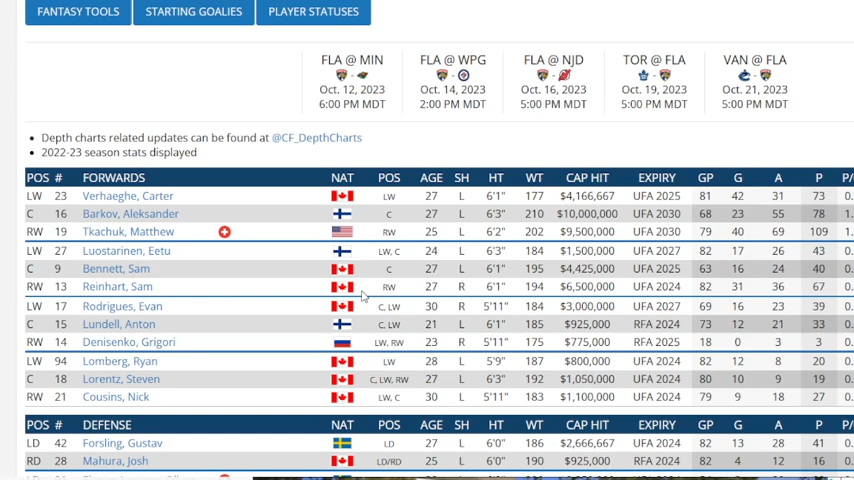 FANTASY TOOLS STARTING GOALIES PLAYER STATUSES
FLA @ MIN FLA @ WPG FLA @ NJD TOR @ FLA VAN @ FLA
Oct. 12, 2023 Oct. 14, 2023 Oct. 16, 2023 Oct. 19, 2023 Oct. 21, 2023
6:00 PM MDT 2:00 PM MDT 5:00 PM MDT 5:00 PM MDT 5:00 PM MDT
Depth charts related updates can be found at @CF_DepthCharts
2022-23 season stats displayed
POS # FORWARDS NAT POS AGE SH HT WT CAP HIT EXPIRY GP G A P P/
LW 23 Verhaeghe, Carter LW 27 L 6'1" 177 $4,166,667 UFA 2025 81 42 31 73 0.
C 16 Barkov, Aleksander C 27 L 6'3" 210 $10,000,000 UFA 2030 68 23 55 78 1.
RW 19 Tkachuk, Matthew RW 25 L 6'2" 202 $9,500,000 UFA 2030 79 40 69 109 1.
LW 27 Luostarinen, Eetu LW, C 24 L 6'3" 184 $1,500,000 UFA 2027 82 17 26 43 0.
C 9 Bennett, Sam C 27 L 6'1" 195 $4,425,000 UFA 2025 63 16 24 40 0.
RW 13 Reinhart, Sam RW 27 R 6'1" 194 $6,500,000 UFA 2024 82 31 36 67 0.
LW 17 Rodrigues, Evan C, LW 30 R 5'11" 184 $3,000,000 UFA 2027 69 16 23 39 0.
C 15 Lundell, Anton C, LW 21 L 6'1" 185 $925,000 RFA 2024 73 12 21 33 0.
RW 14 Denisenko, Grigori LW, RW 23 R 5'11" 175 $775,000 RFA 2024 18 0 3 3 0.
LW 94 Lomberg, Ryan LW 28 L 5'9" 187 $800,000 UFA 2024 82 12 8 20 0.
C 18 Lorentz, Steven C, LW, RW 27 L 6'3" 192 $1,050,000 UFA 2024 80 10 9 19 0.
RW 21 Cousins, Nick LW, C 30 L 5'11" 183 $1,100,000 UFA 2024 79 9 18 27 0.
POS # DEFENSE NAT POS AGE SH HT WT CAP HIT EXPIRY GP G A P P/
LD 42 Forsling, Gustav LD 27 L 6'0" 186 $2,666,667 UFA 2024 82 13 28 41 0.
RD 28 Mahura, Josh LD/RD 25 L 6'0" 190 $925,000 RFA 2024 82 4 12 16 0.